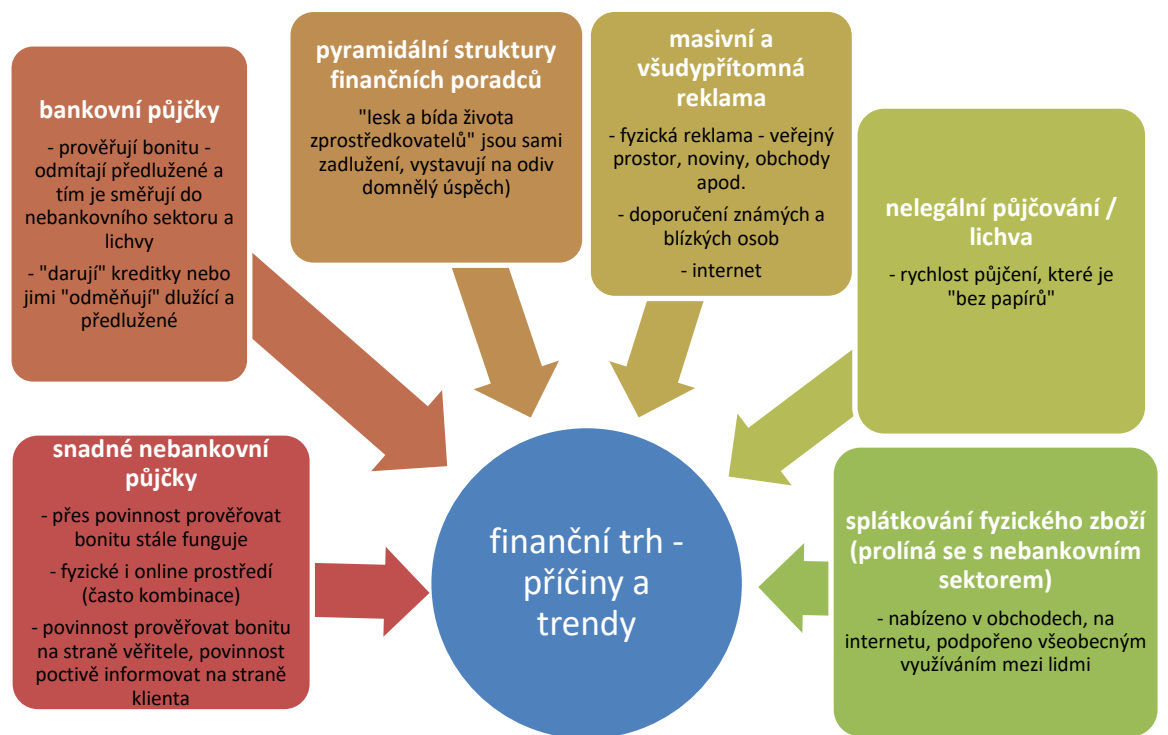 bankovní půjčky
- prověřují bonitu -
odmítají předlužené a
tím je směřují do
nebankovního sektoru a
lichvy
- "darují" kreditky nebo
jimi "odměňují" dlužící a
předlužené
pyramidální struktury
finančních poradců
"lesk a bída života
zprostředkovatelů" jsou sami
zadlužení, vystavují na odiv
domnělý úspěch)
masivní a
všudypřítomná
reklama
- fyzická reklama - veřejný
prostor, noviny, obchody
apod.
- doporučení známých a
blízkých osob
- internet
nelegální půjčování /
lichva
- rychlost půjčení, které je
"bez papírů"
snadné nebankovní
půjčky
- přes povinnost prověřovat
bonitu stále funguje
- fyzické i online prostředí
(často kombinace)
- povinnost prověřovat bonitu
na straně věřitele, povinnost
poctivě informovat na straně
klienta
finanční trh -
příčiny a
trendy
splátkování fyzického zboží
(prolíná se s nebankovním
sektorem)
- nabízeno v obchodech, na
internetu, podpořeno všeobecným
využíváním mezi lidmi